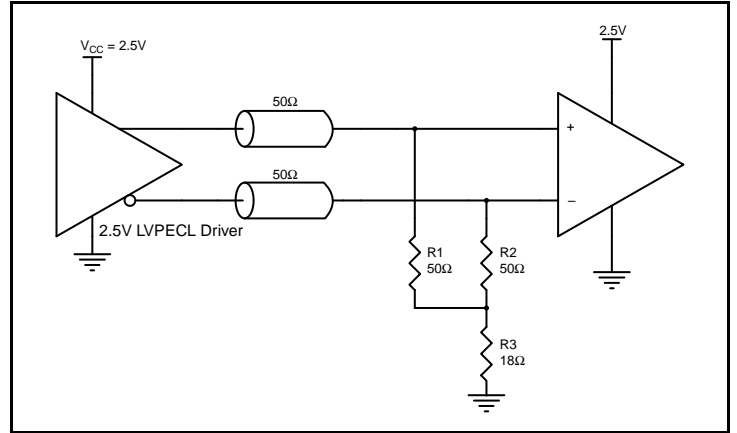 V_CC = 2.5V
2.5V
50Ω
50Ω
+
–
2.5V LVPECL Driver
R1
50Ω
R2
50Ω
R3
18Ω